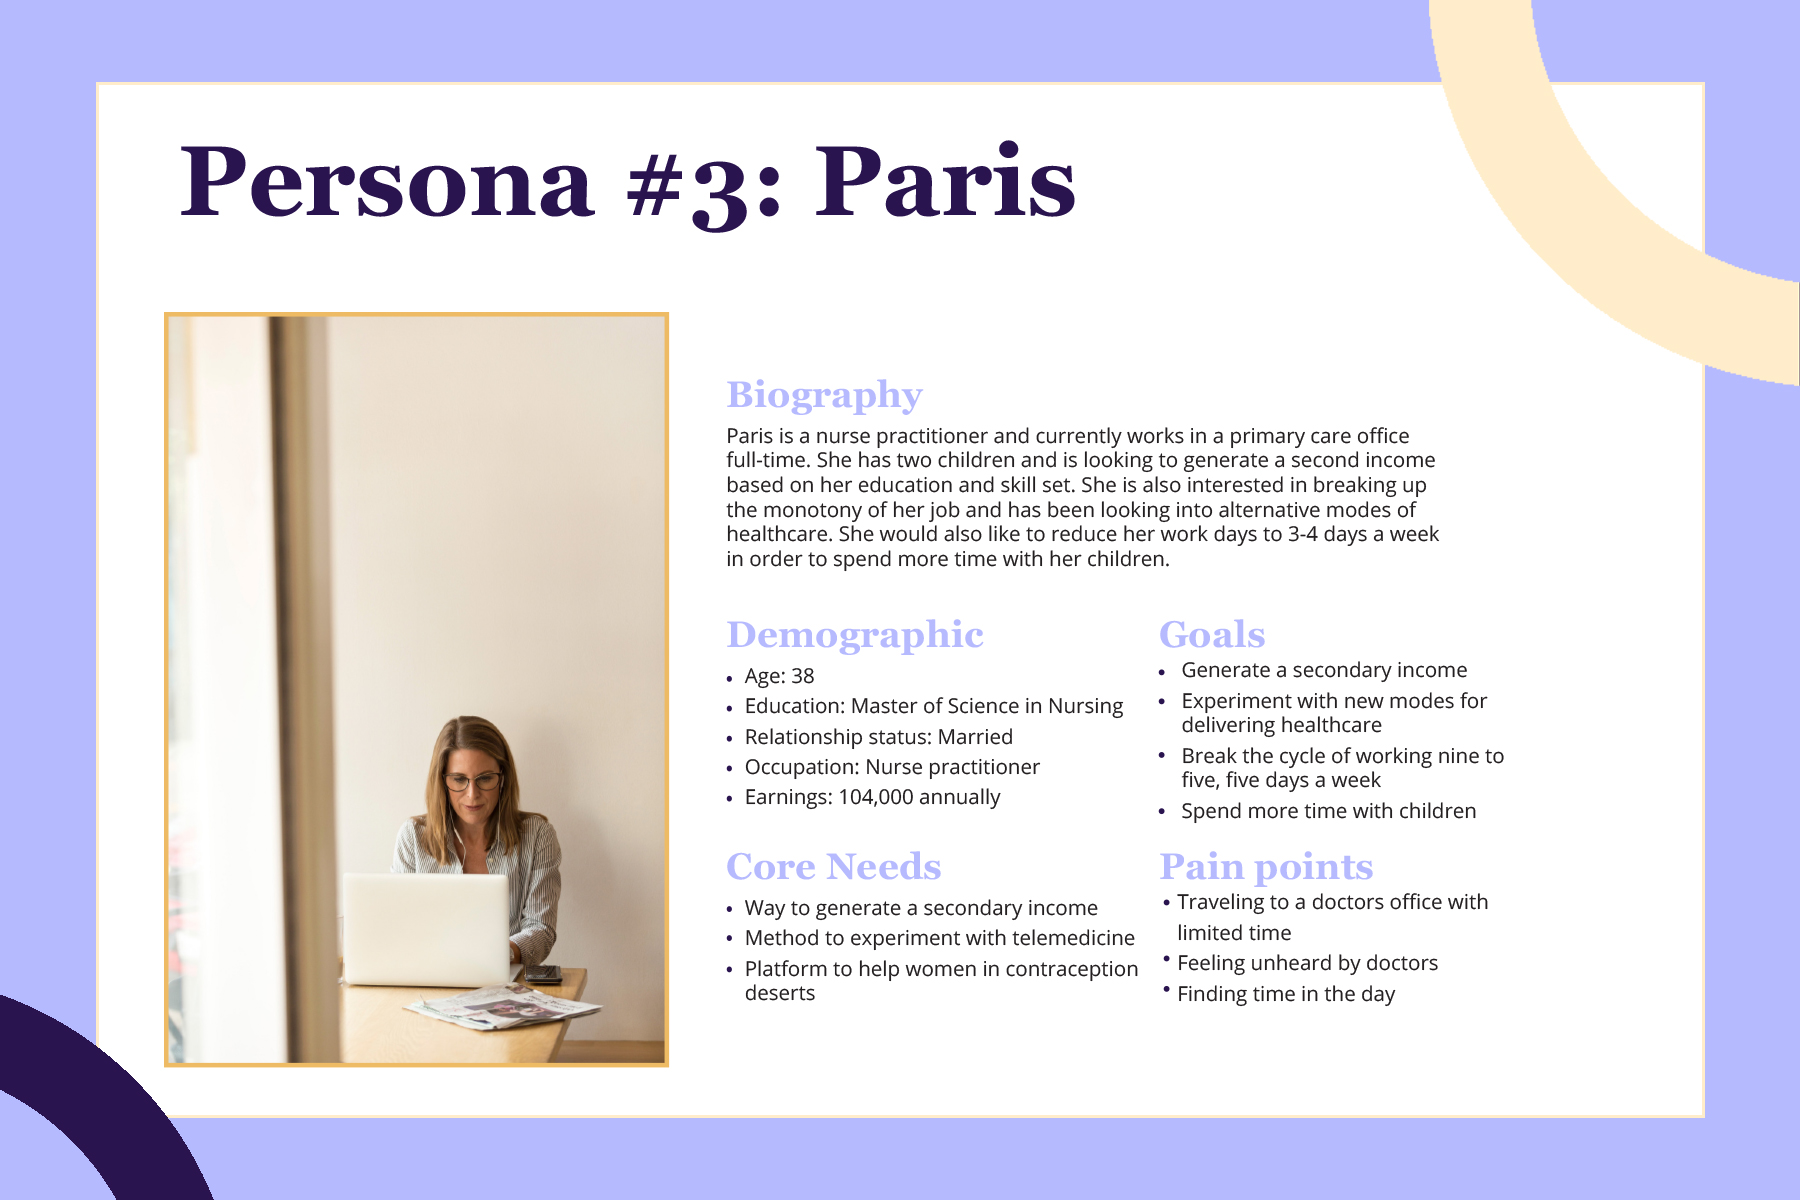 Persona #3: Paris
Biography
Paris is a nurse practitioner and currently works in a primary care office
full-time. She has two children and is looking to generate a second income
based on her education and skill set. She is also interested in breaking up
the monotony of her job and has been looking into alternative modes of
healthcare. She would also like to reduce her work days to 3-4 days a week
in order to spend more time with her children.
Demographic
• Age: 38
• Education: Master of Science in Nursing
• Relationship status: Married
• Occupation: Nurse practitioner
• Earnings: 104,000 annually
Goals
• Generate a secondary income
• Experiment with new modes for
delivering healthcare
• Break the cycle of working nine to
five, five days a week
• Spend more time with children
Core Needs
• Way to generate a secondary income
• Method to experiment with telemedicine
• Platform to help women in contraception
deserts
Pain points
• Traveling to a doctors office with
limited time
• Feeling unheard by doctors
• Finding time in the day